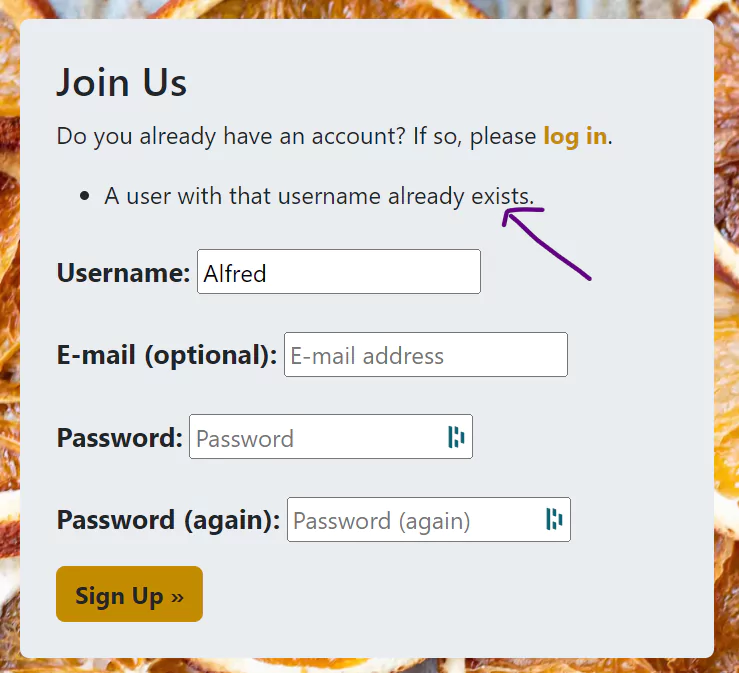 Join Us
Do you already have an account? If so, please log in.
• A user with that username already exists.
Username: Alfred
E-mail (optional): E-mail address
Password: Password
Password (again): Password (again)
Sign Up »